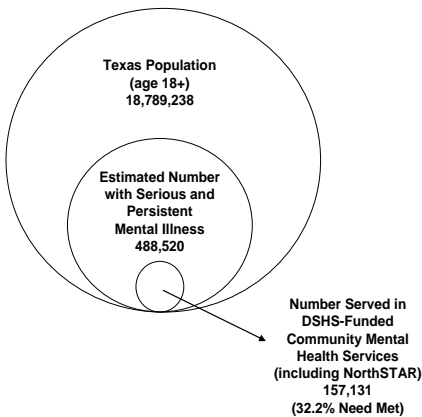 Texas Population
(age 18+)
18,789,238
Estimated Number
with Serious and
Persistent
Mental Illness
488,520
Number Served in
DSHS-Funded
Community Mental
Health Services
(including NorthSTAR)
157,131
(32.2% Need Met)